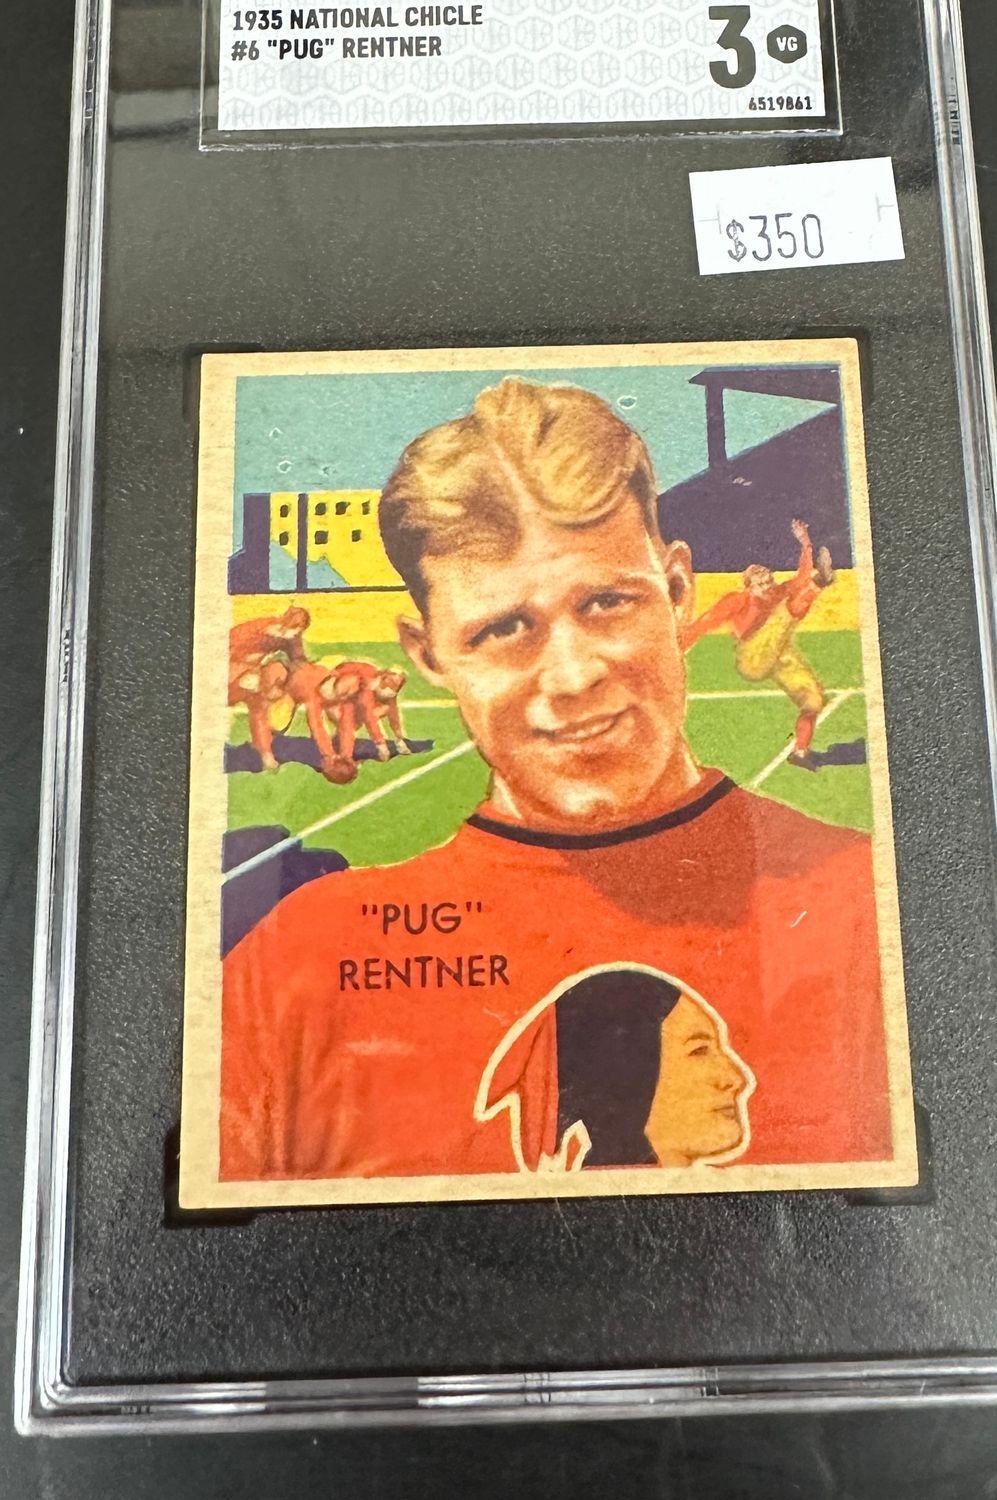 1935 NATIONAL CHICLE
#6 "PUG" RENTNER
3 VG
6519861
$350
"PUG"
RENTNER